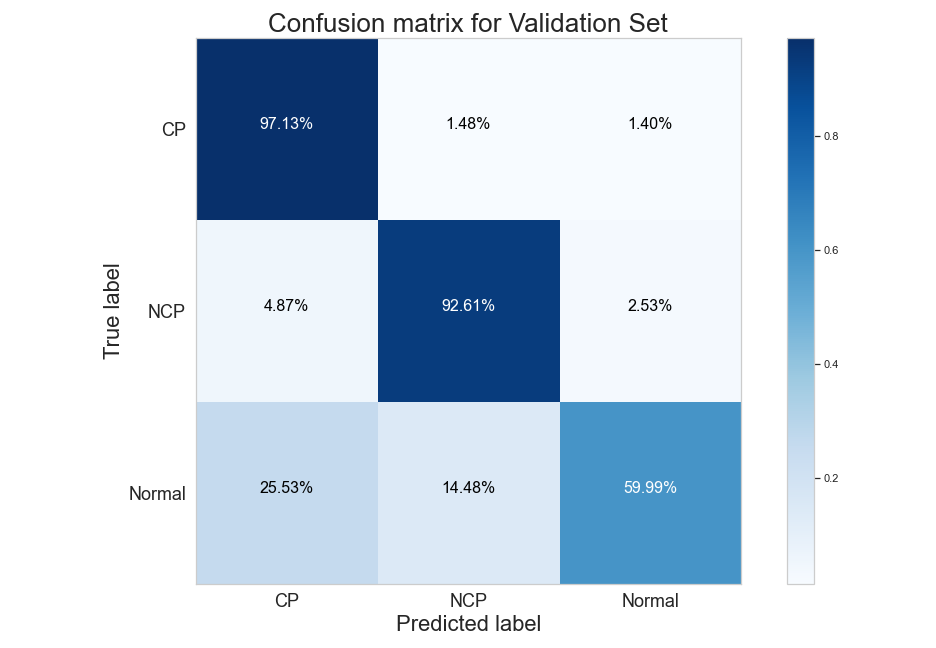 Confusion matrix for Validation Set
CP 97.13% 1.48% 1.40%
NCP 4.87% 92.61% 2.53%
Normal 25.53% 14.48% 59.99%
CP NCP Normal
Predicted label
True label
0.8
0.6
0.4
0.2